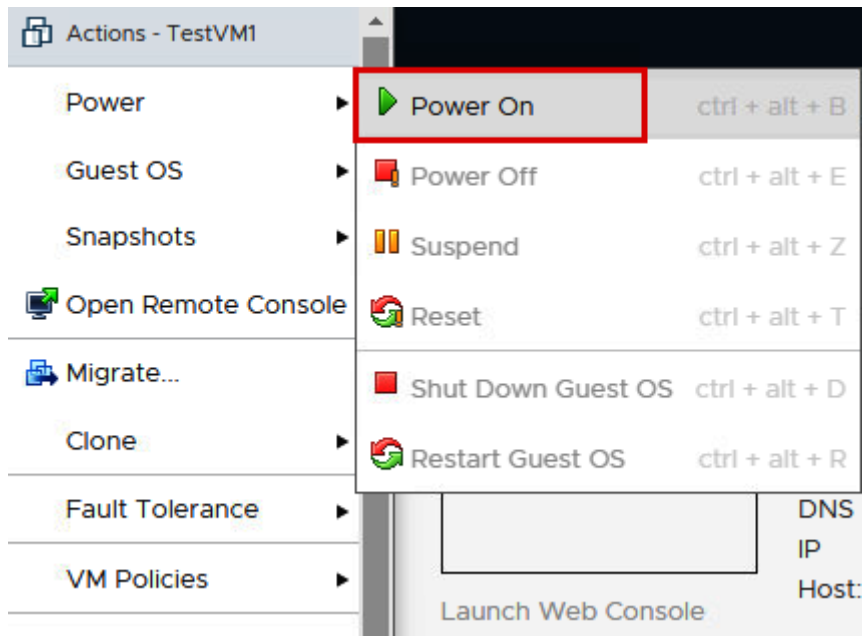 Actions - TestVM1
Power
Power On ctrl + alt + B
Guest OS
Power Off ctrl + alt + E
Snapshots
Suspend ctrl + alt + Z
Open Remote Console
Reset ctrl + alt + T
Migrate...
Shut Down Guest OS ctrl + alt + D
Clone
Restart Guest OS ctrl + alt + R
Fault Tolerance
DNS
IP
VM Policies
Host:
Launch Web Console